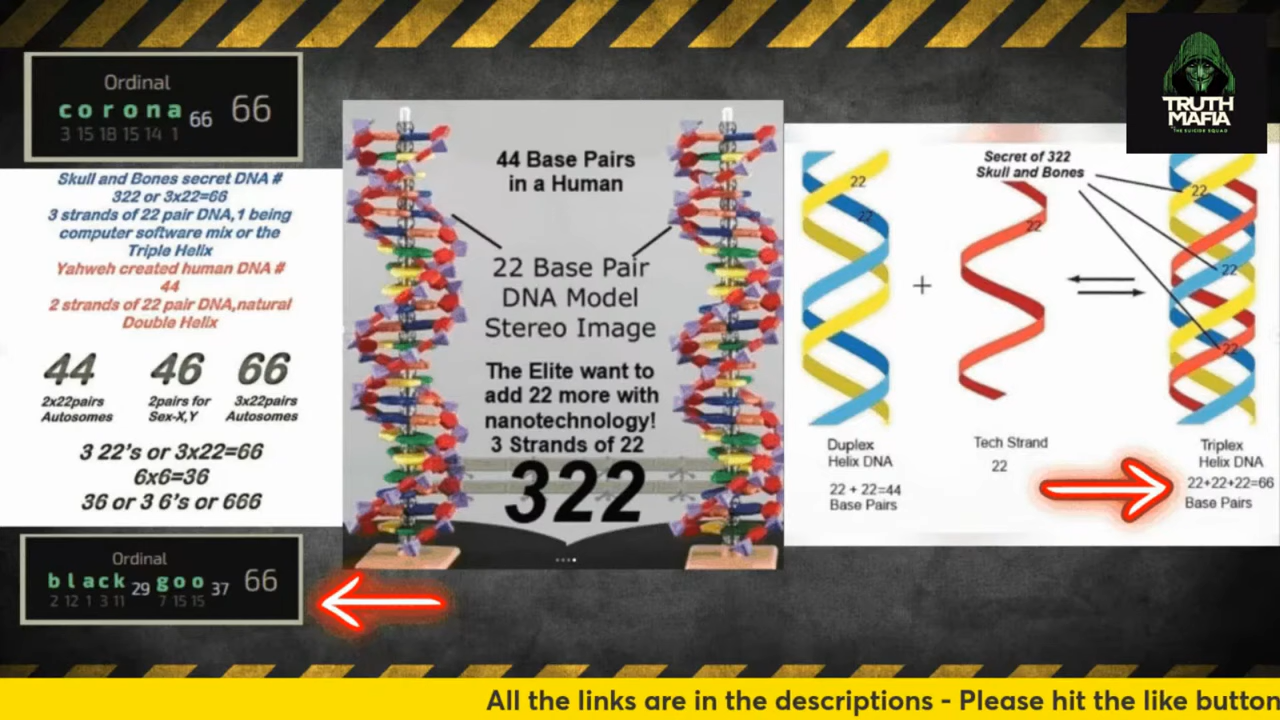 Ordinal
corona 66 66
3 15 18 15 14 1
Skull and Bones secret DNA #
322 or 3x22=66
3 strands of 22 pair DNA,1 being
computer software mix or the
Triple Helix
Yahweh created human DNA #
44
2 strands of 22 pair DNA,natural
Double Helix
44 46 66
2x22pairs 2pairs for 3x22pairs
Autosomes Sex-X,Y Autosomes
3 22's or 3x22=66
6x6=36
36 or 3 6's or 666
Ordinal
black 29 goo 37 66
2 12 1 3 11 7 15 15
44 Base Pairs
in a Human
22 Base Pair
DNA Model
Stereo Image
The Elite want to
add 22 more with
nanotechnology!
3 Strands of 22
322
Secret of 322
Skull and Bones
22
22
22
22
22
22
Duplex
Helix DNA
22 + 22=44
Base Pairs
Tech Strand
22
Triplex
Helix DNA
22+22+22=66
Base Pairs
TRUTH
MAFIA
THE SUICIDE SQUAD
All the links are in the descriptions - Please hit the like button